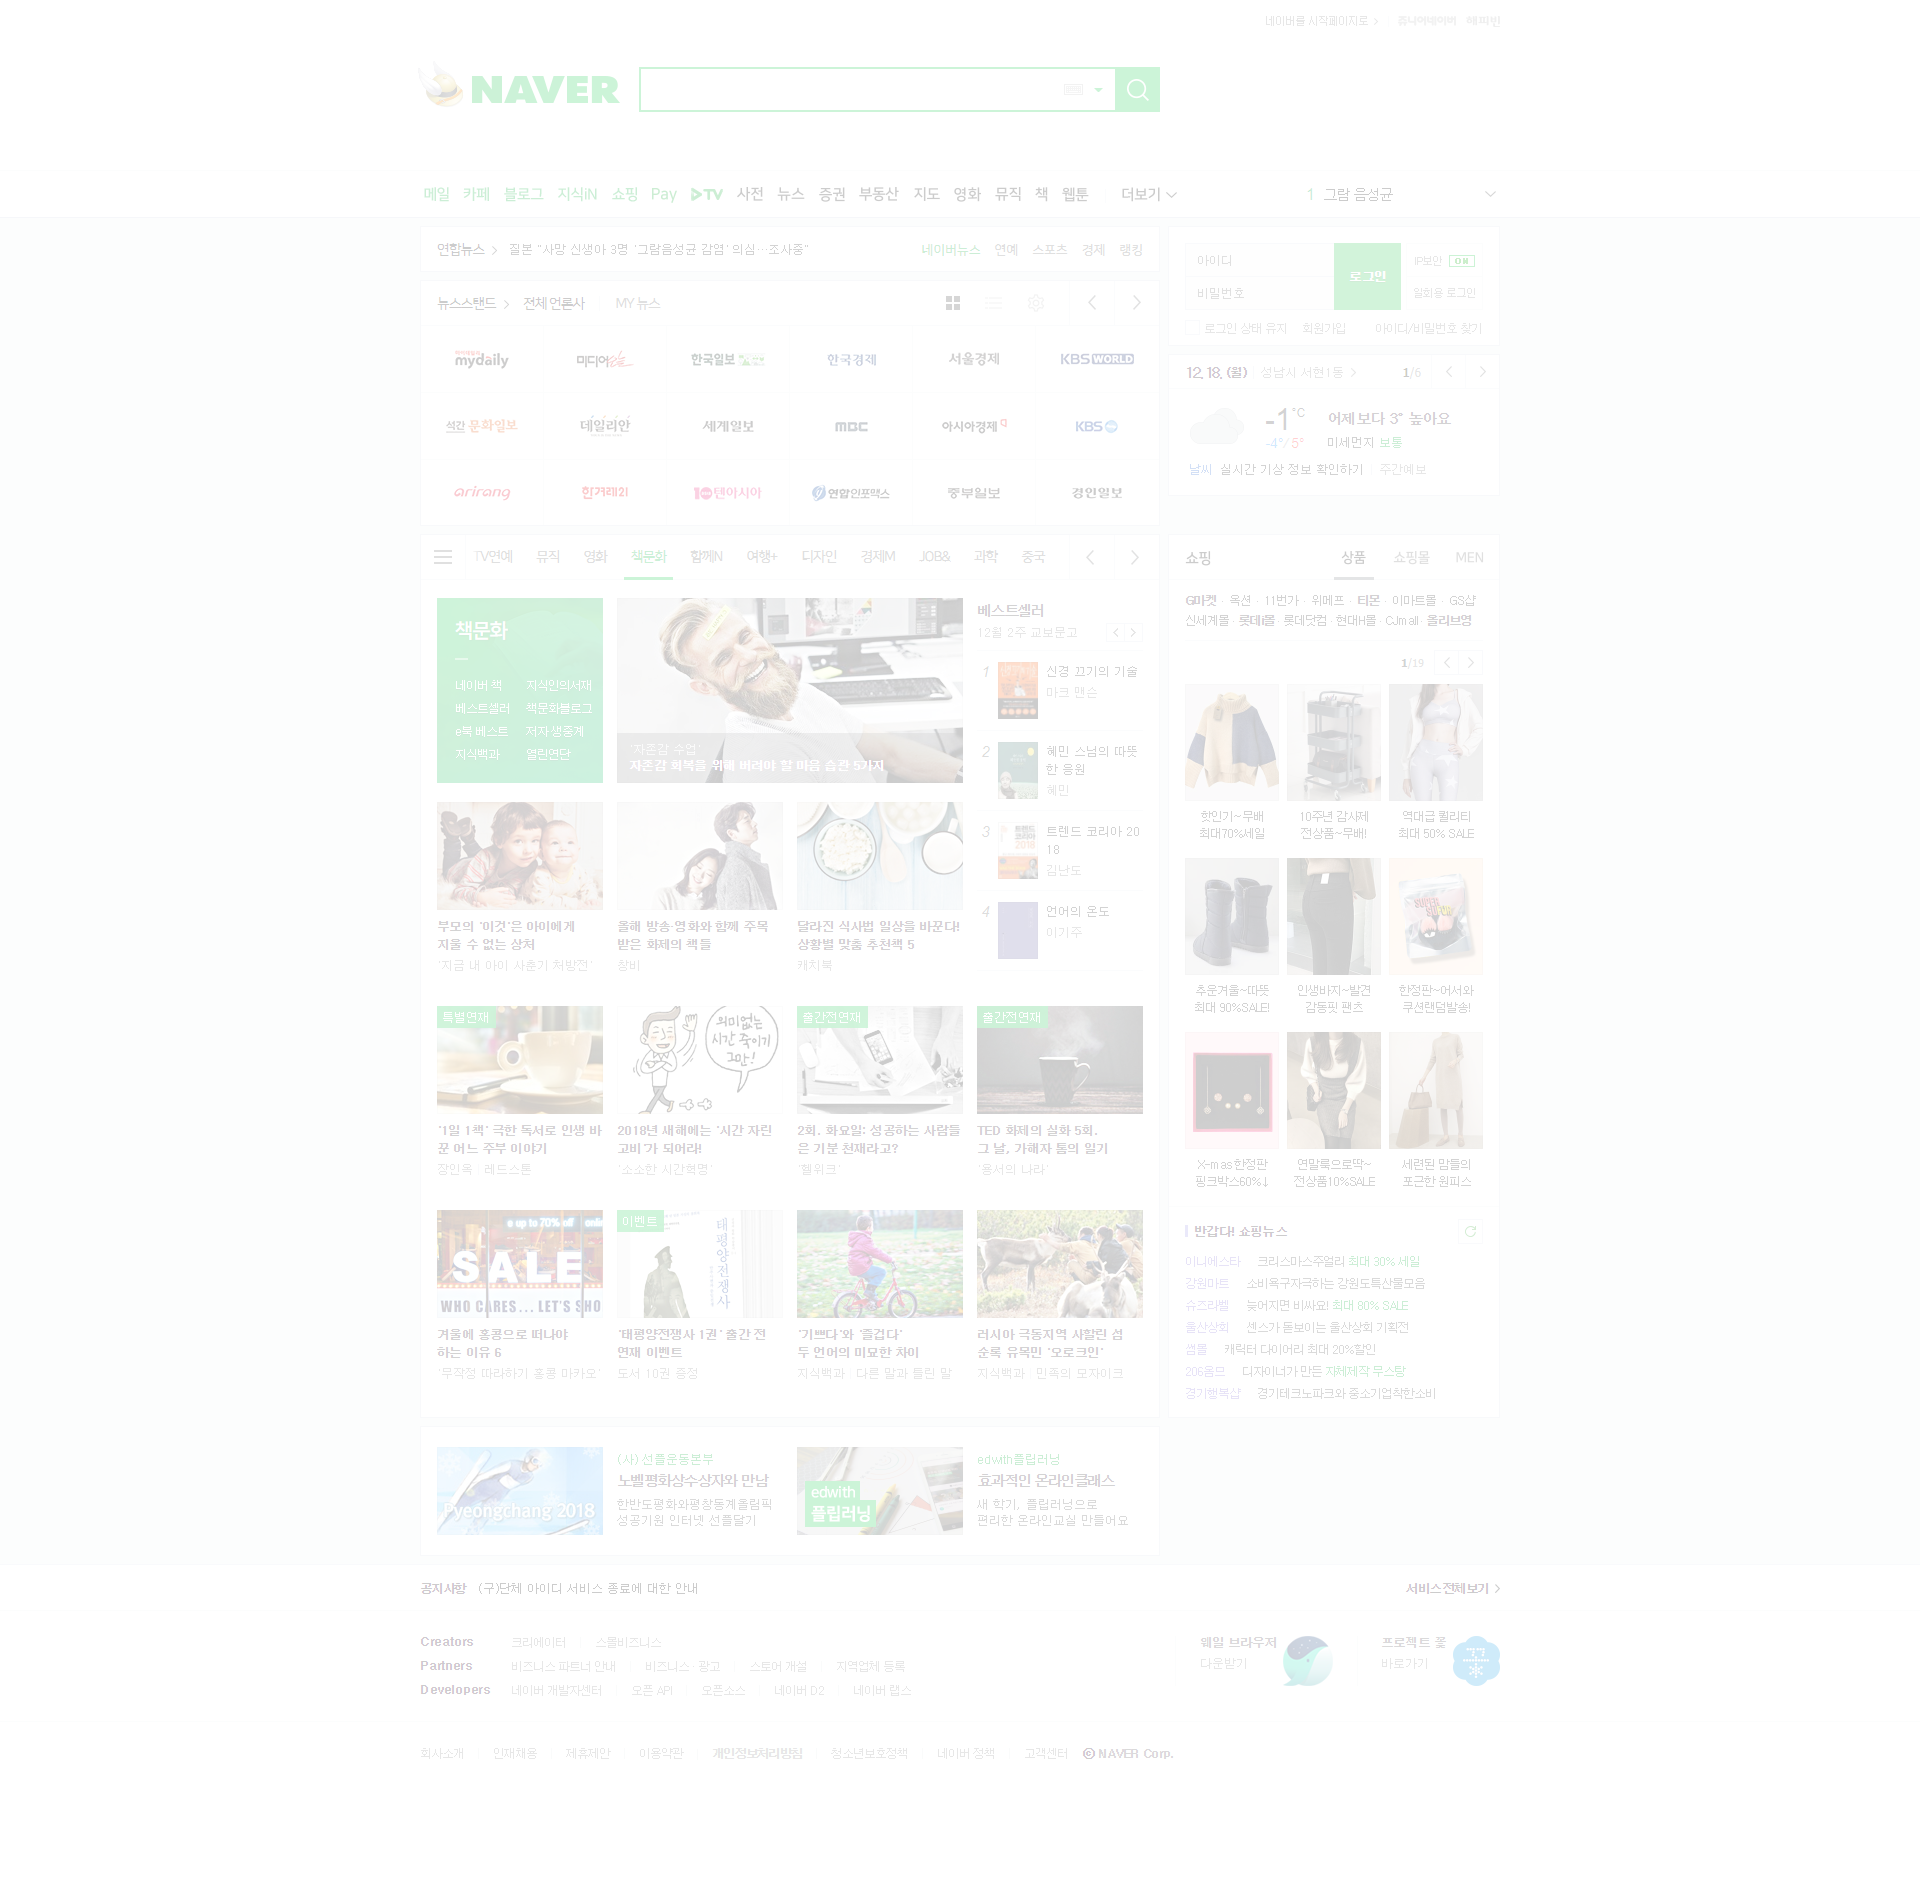 네이버를 시작페이지로
쥬니어네이버 해피빈
NAVER
메일 카페 블로그 지식iN 쇼핑 Pay TV 사전 뉴스 증권 부동산 지도 영화 뮤직 책 웹툰 더보기
1 그람 음성균
연합뉴스 질본 "사망 신생아 3명 '그람음성균 감염' 의심…조사중"
네이버뉴스 연예 스포츠 경제 랭킹
아이디
비밀번호
로그인
IP보안 ON
일회용 로그인
로그인 상태 유지 회원가입 아이디/비밀번호 찾기
뉴스스탠드 전체 언론사 MY 뉴스
mydaily 미디어 한국일보 한국경제 서울경제 KBS WORLD
석간 문화일보 데일리안 세계일보 MBC 아시아경제 KBS
arirang 한겨레21 10 텐아시아 연합인포맥스 중부일보 경인일보
12. 18. (월) 성남시 서현1동 1/6
-1°C
-4°/ 5°
어제보다 3° 높아요
미세먼지 보통
날씨 실시간 기상 정보 확인하기 주간예보
TV연예 뮤직 영화 책문화 함께N 여행+ 디자인 경제M JOB& 과학 중국
책문화
네이버 책 지식인의서재
베스트셀러 책문화블로그
e북 베스트 저자 생중계
지식백과 열린연단
'자존감 수업'
자존감 회복을 위해 버려야 할 마음 습관 5가지
베스트셀러
12월 2주 교보문고
1 신경 끄기의 기술
마크 맨슨
2 혜민 스님의 따뜻
한 응원
혜민
3 트렌드 코리아 20
18
김난도
4 언어의 온도
이기주
부모의 '이것'은 아이에게
지울 수 없는 상처
'지금 내 아이 사춘기 처방전'
올해 방송·영화와 함께 주목
받은 화제의 책들
창비
달라진 식사법 일상을 바꾼다!
상황별 맞춤 추천책 5
캐치북
특별연재
'1일 1책' 극한 독서로 인생 바
꾼 어느 주부 이야기
장인옥 · 레드스톤
의미없는
시간 죽이기
그만!
2018년 새해에는 '시간 자린
고비'가 되어라!
'소소한 시간혁명'
출간전연재
2회. 화요일: 성공하는 사람들
은 기분 천재라고?
'헬위크'
출간전연재
TED 화제의 실화 5회.
그 날, 가해자 톰의 일기
'용서의 나라'
e up to 70% off
SALE
WHO CARES... LET'S SHO
겨울에 홍콩으로 떠나야
하는 이유 6
'무작정 따라하기 홍콩 마카오'
이벤트
태평양전쟁사
'태평양전쟁사 1권' 출간 전
연재 이벤트
도서 10권 증정
'기쁘다'와 '즐겁다'
두 언어의 미묘한 차이
지식백과 · 다른 말과 틀린 말
러시아 극동지역 사할린 섬
순록 유목민 '오로크인'
지식백과 · 민족의 모자이크
쇼핑 상품 쇼핑몰 MEN
G마켓 · 옥션 · 11번가 · 위메프 · 티몬 · 이마트몰 · GS샵
신세계몰 · 롯데i몰 · 롯데닷컴 · 현대H몰 · CJmall · 올리브영
1/19
핫인기~무배
최대70%세일
10주년 감사제
전상품~무배!
역대급 퀄리티
최대 50% SALE
추운겨울~따뜻
최대 90%SALE!
인생바지~발견
감동핏 팬츠
한정판~어서와
쿠션랜덤발송!
X-mas한정판
핑크박스60%↓
연말룩으로딱~
전상품10%SALE
세련된 맘들의
포근한 원피스
반갑다! 쇼핑뉴스
미니에스타 크리스마스주얼리 최대 30% 세일
강원마트 소비욕구자극하는 강원도특산물모음
슈즈라벨 늦어지면 비싸요! 최대 80% SALE
울산상회 센스가 돋보이는 울산상회 기획전
썸몰 캐릭터 다이어리 최대 20%할인
206옴므 디자이너가 만든 자체제작 무스탕
경기행복샵 경기테크노파크와 중소기업착한소비
Pyeongchang 2018
(사) 선플운동본부
노벨평화상수상자와 만남
한반도평화와평창동계올림픽
성공기원 인터넷 선플달기
edwith
플립러닝
edwith플립러닝
효과적인 온라인클래스
새 학기, 플립러닝으로
편리한 온라인교실 만들어요
공지사항 (구)단체 아이디 서비스 종료에 대한 안내
서비스 전체보기
Creators 크리에이터 스몰비즈니스
Partners 비즈니스 파트너 안내 비즈니스 · 광고 스토어 개설 지역업체 등록
Developers 네이버 개발자센터 오픈 API 오픈소스 네이버 D2 네이버 랩스
웨일 브라우저
다운받기
프로젝트 꽃
바로가기
회사소개 인재채용 제휴제안 이용약관 개인정보처리방침 청소년보호정책 네이버 정책 고객센터 ⓒ NAVER Corp.